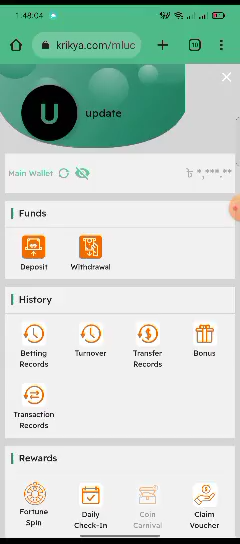 1:48:04
krikya.com/mluc
18
U
update
Main Wallet
৳ *,***.**
Funds
Deposit Withdrawal
History
Betting Records Turnover Transfer Records Bonus
Transaction Records
Rewards
Fortune Spin Daily Check-In Coin Carnival Claim Voucher